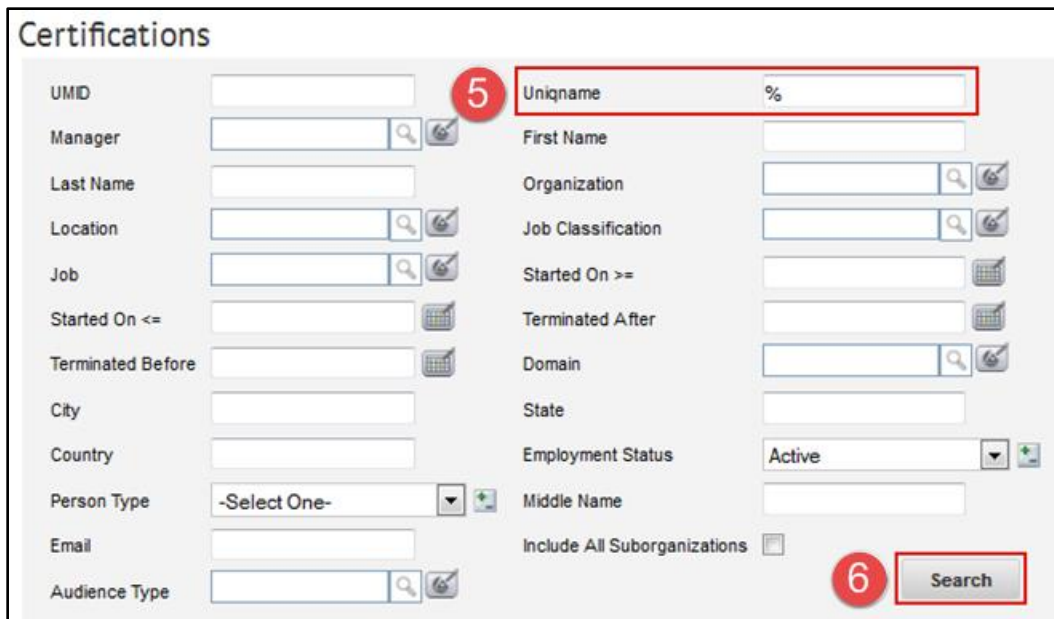 Certifications
UMID
5 Uniqname %
Manager
First Name
Last Name
Organization
Location
Job Classification
Job
Started On >=
Started On <=
Terminated After
Terminated Before
Domain
City
State
Country
Employment Status Active
Person Type -Select One-
Middle Name
Email
Include All Suborganizations
Audience Type
6 Search